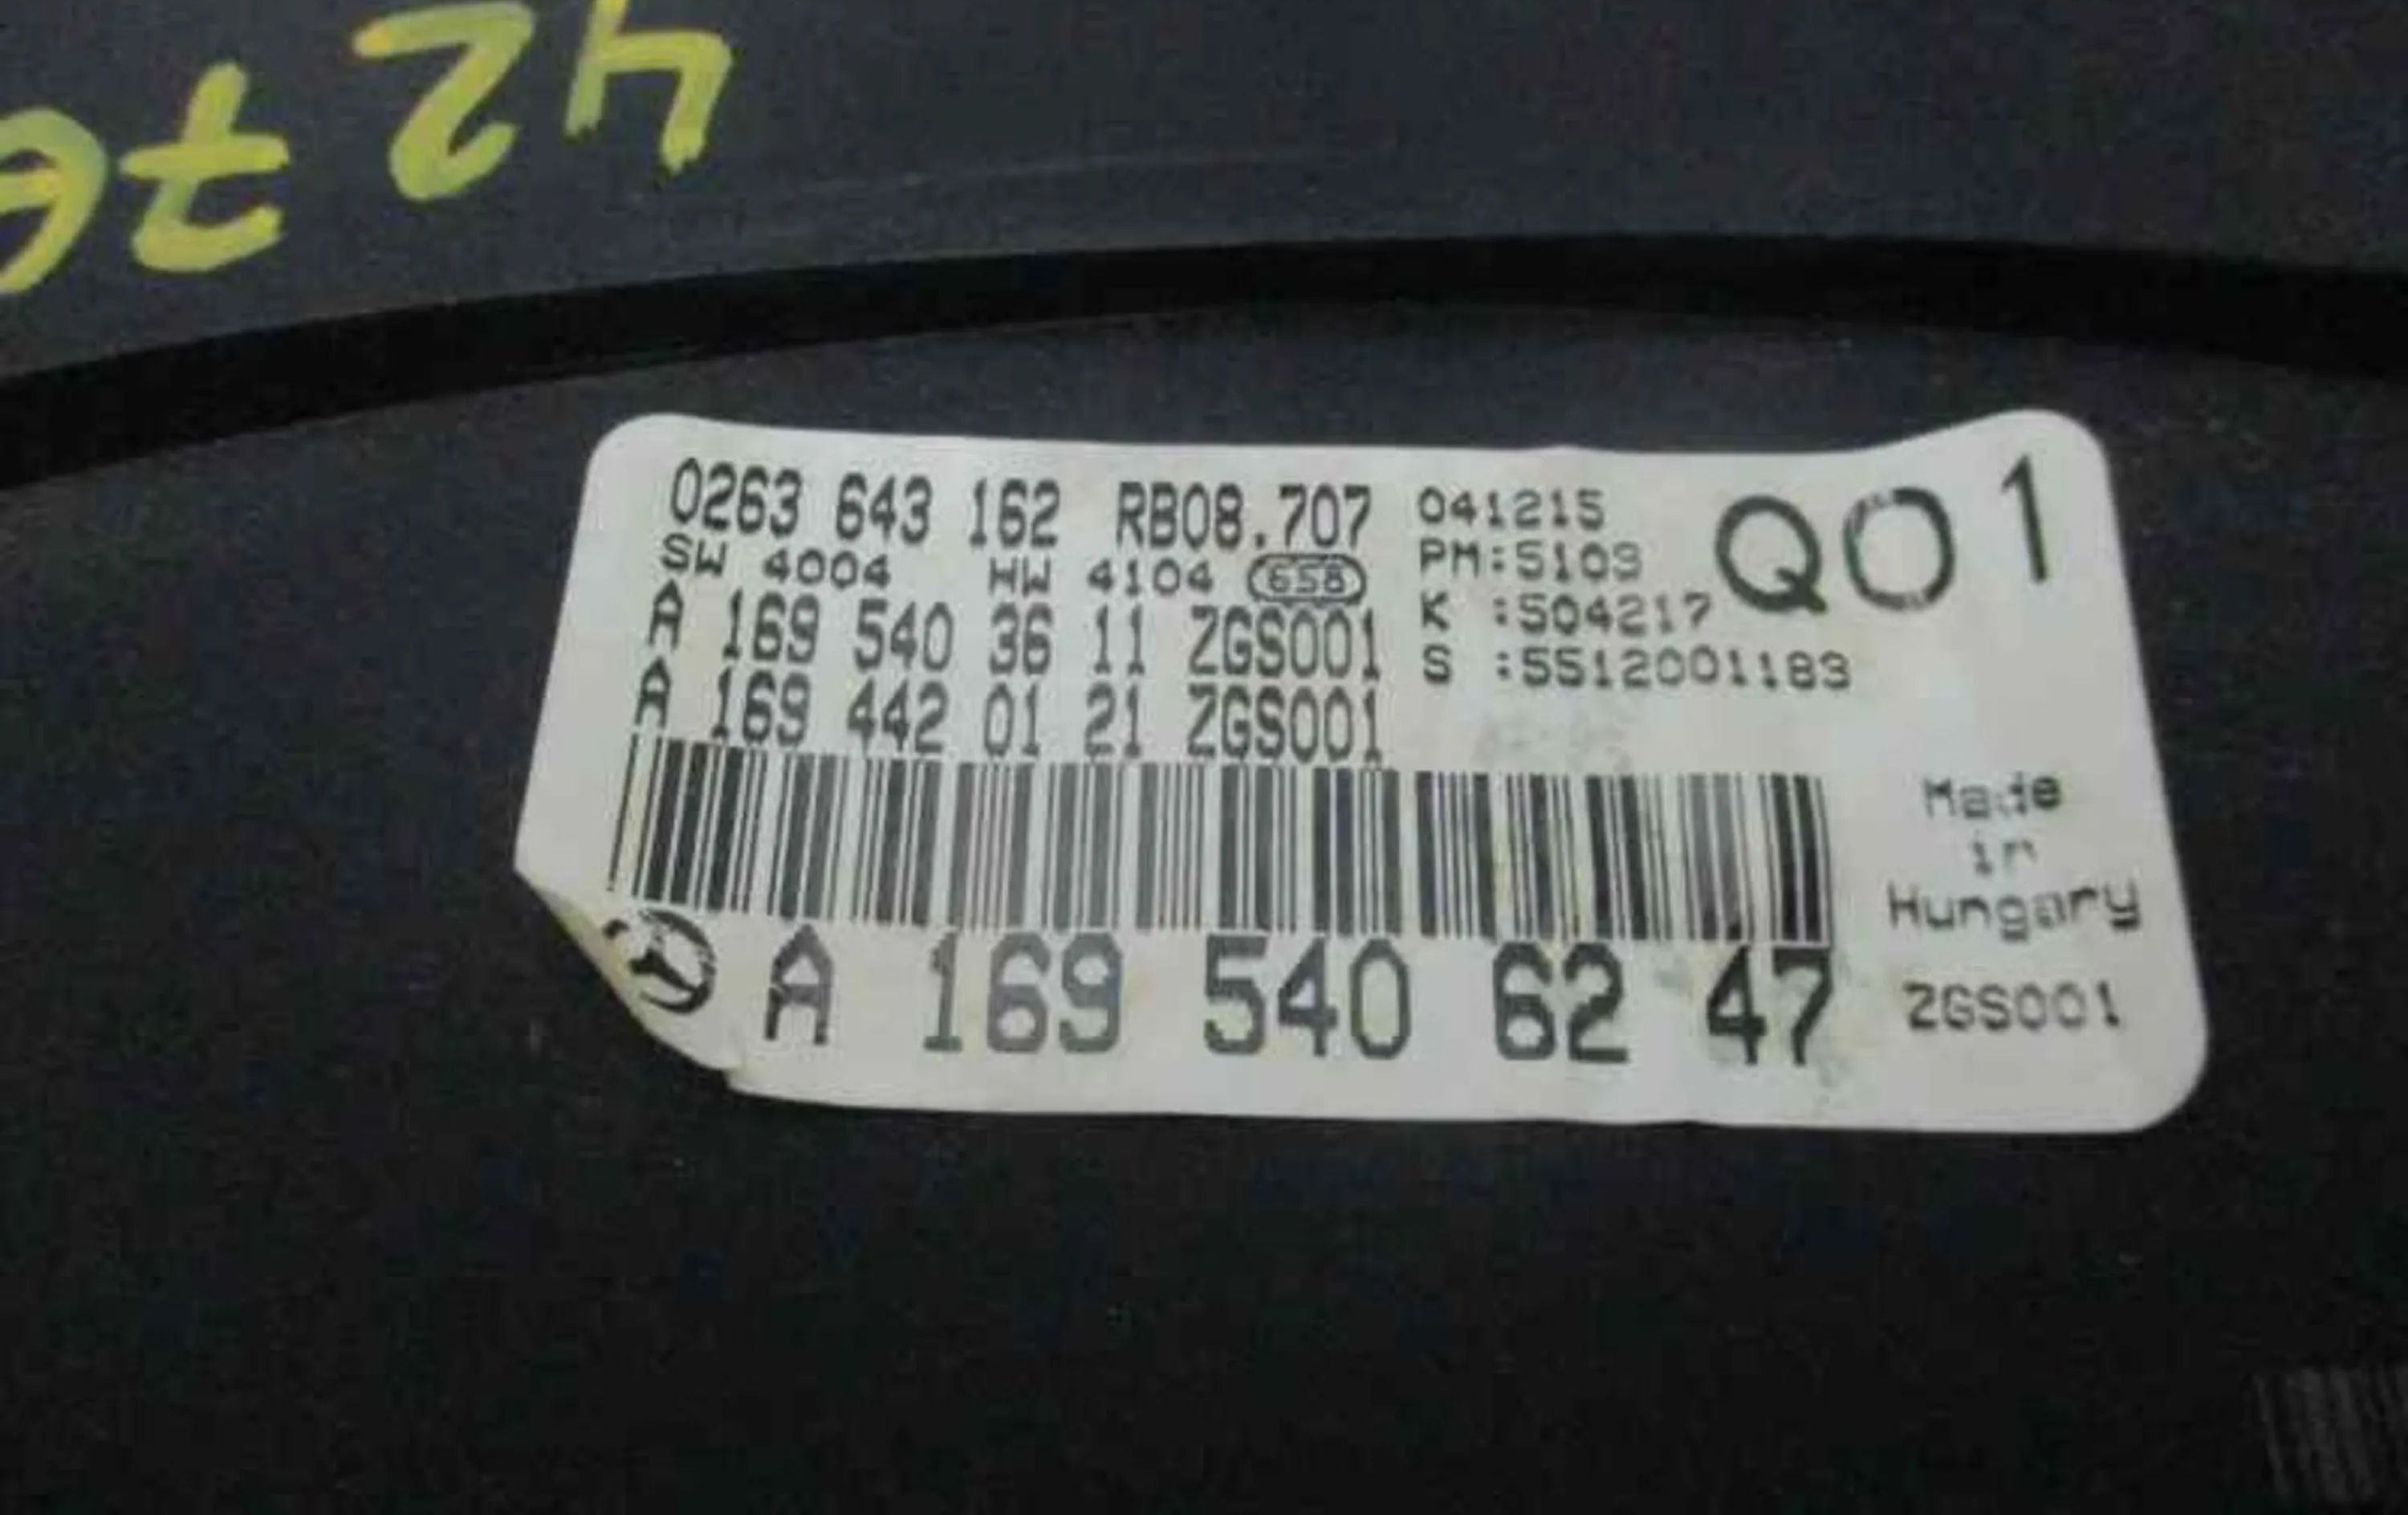 4276
0263 643 162 RB08.707
SW 4004 HW 4104 658
A 169 540 36 11 ZGS001
A 169 442 01 21 ZGS001
041215
PM:5109
K :504217
S :5512001183
Q01
Made
in
Hungary
ZGS001
A 169 540 62 47